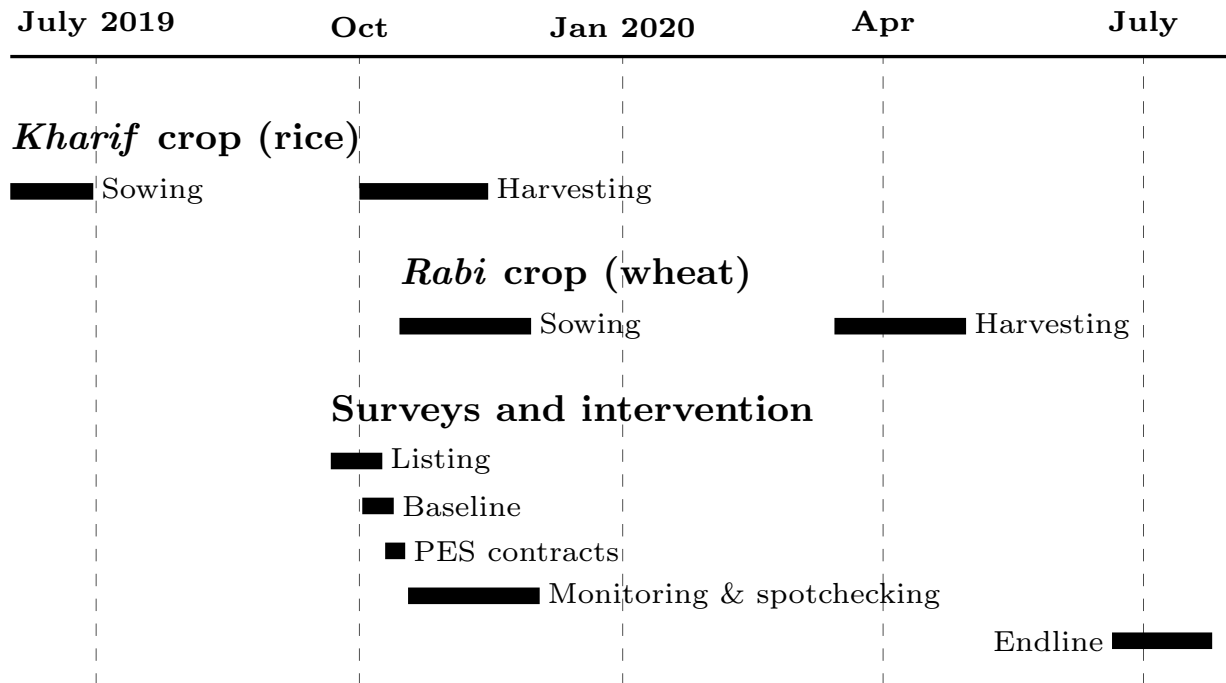 July 2019 Oct Jan 2020 Apr July
Kharif crop (rice)
Sowing Harvesting
Rabi crop (wheat)
Sowing Harvesting
Surveys and intervention
Listing
Baseline
PES contracts
Monitoring & spotchecking
Endline